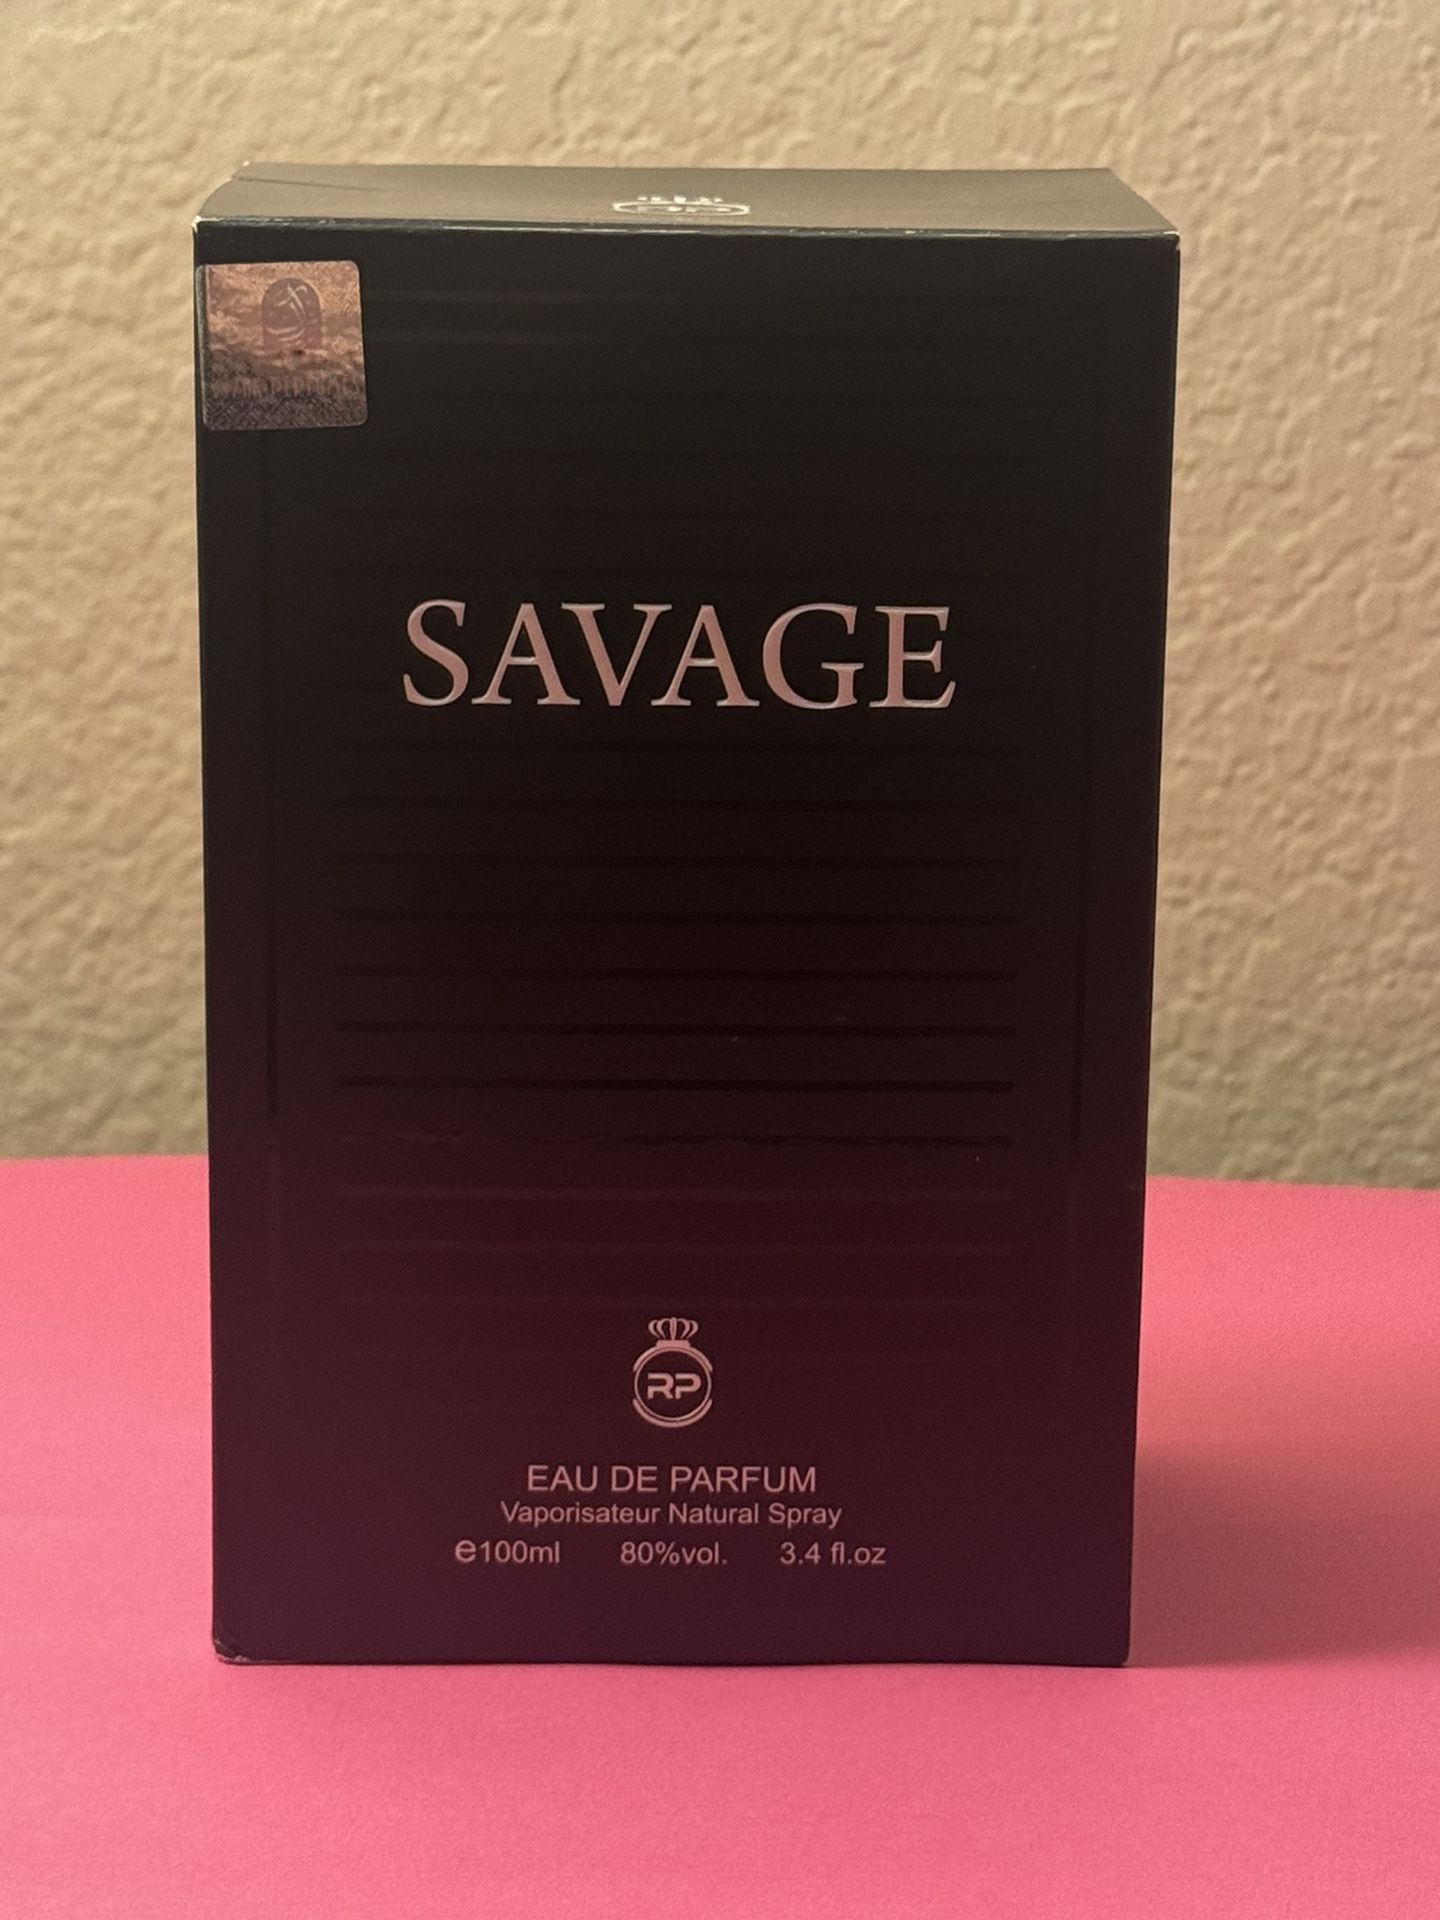 SAVAGE
RP
EAU DE PARFUM
Vaporisateur Natural Spray
e100ml 80%vol. 3.4 fl.oz